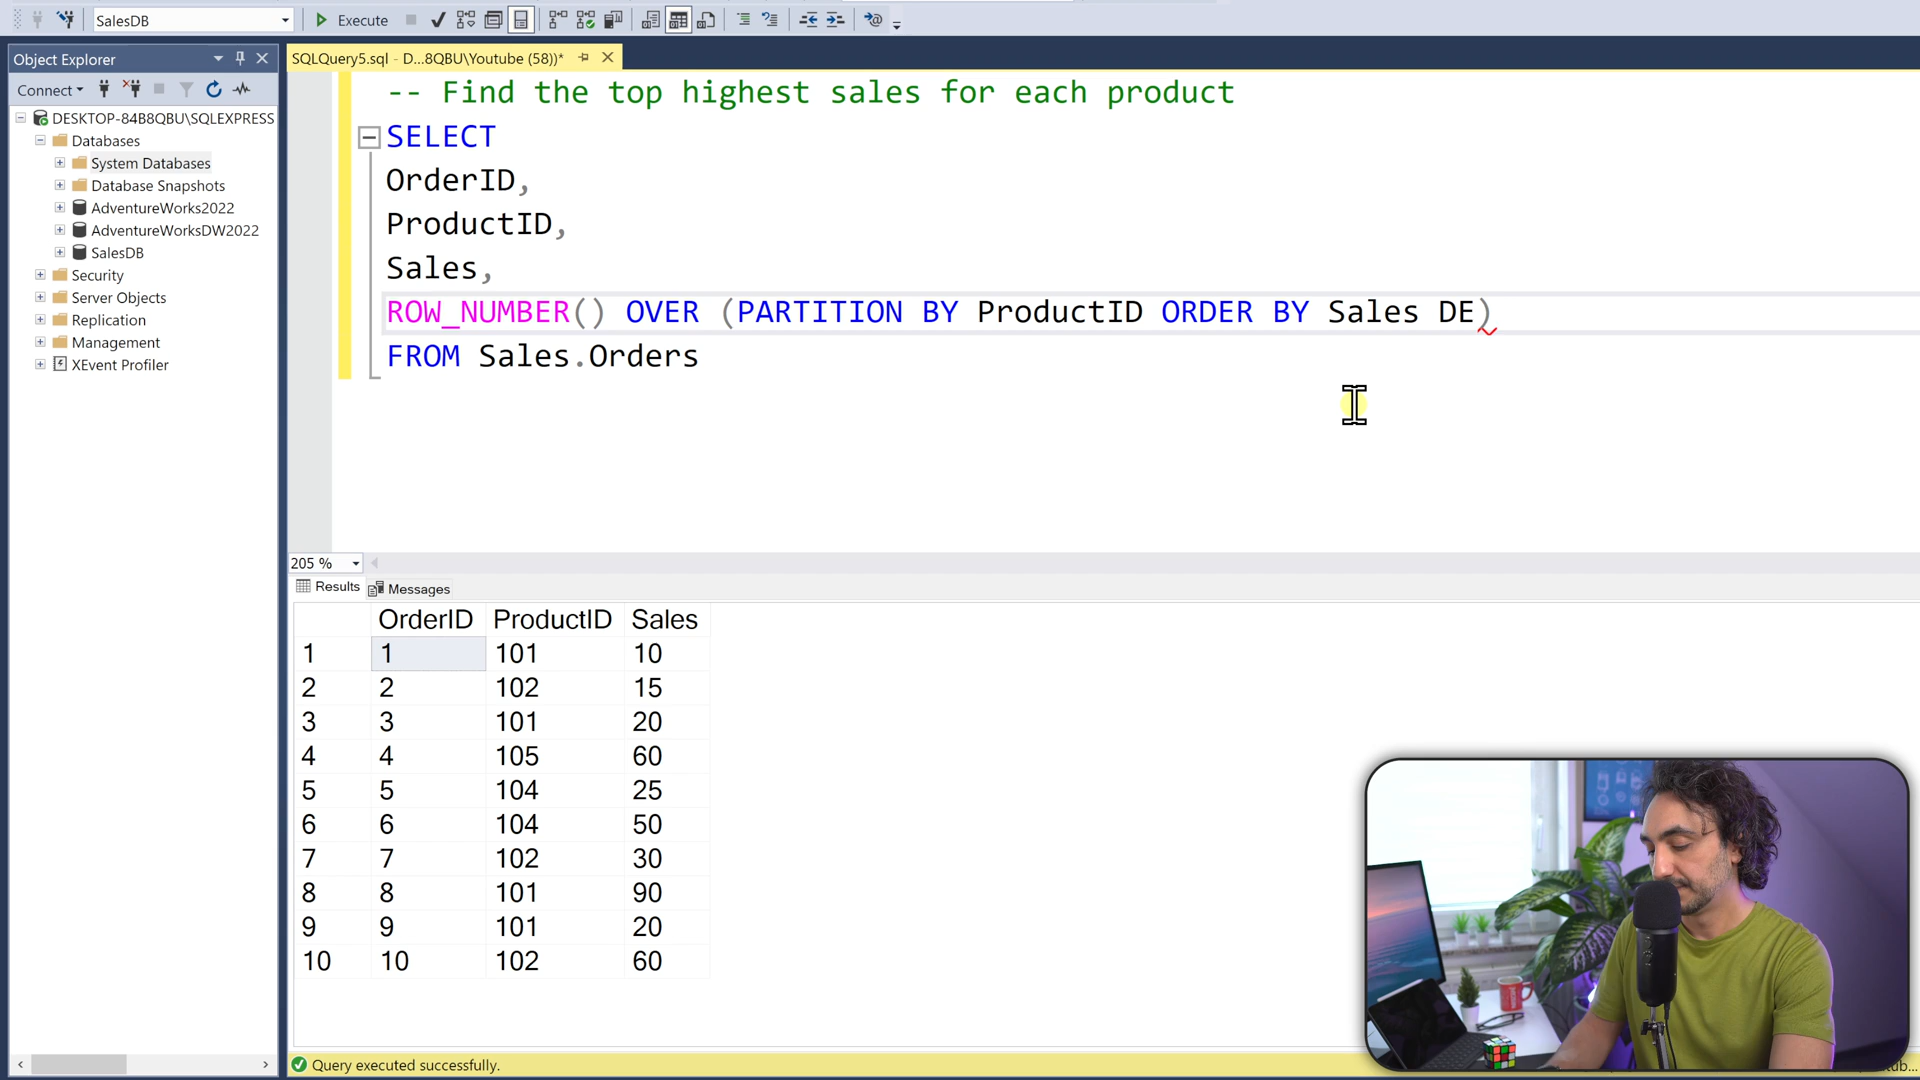 SalesDB
Execute
Object Explorer
SQLQuery5.sql - D...8QBU\Youtube (58))*
Connect
DESKTOP-84B8QBU\SQLEXPRESS
Databases
System Databases
Database Snapshots
AdventureWorks2022
AdventureWorksDW2022
SalesDB
Security
Server Objects
Replication
Management
XEvent Profiler
-- Find the top highest sales for each product
SELECT
OrderID,
ProductID,
Sales,
ROW_NUMBER() OVER (PARTITION BY ProductID ORDER BY Sales DE)
FROM Sales.Orders
205 %
Results Messages
OrderID ProductID Sales
1 1 101 10
2 2 102 15
3 3 101 20
4 4 105 60
5 5 104 25
6 6 104 50
7 7 102 30
8 8 101 90
9 9 101 20
10 10 102 60
Query executed successfully.